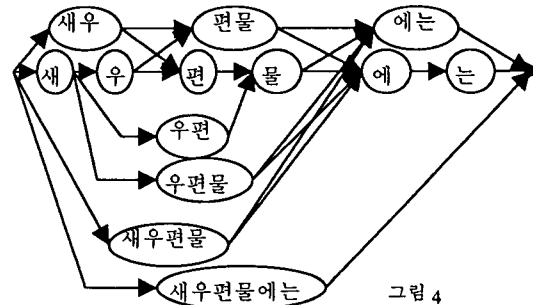 새우 편물 에는
새 우 편 물 에 는
우편
우편물
새우편물
새우편물에는
그림 4